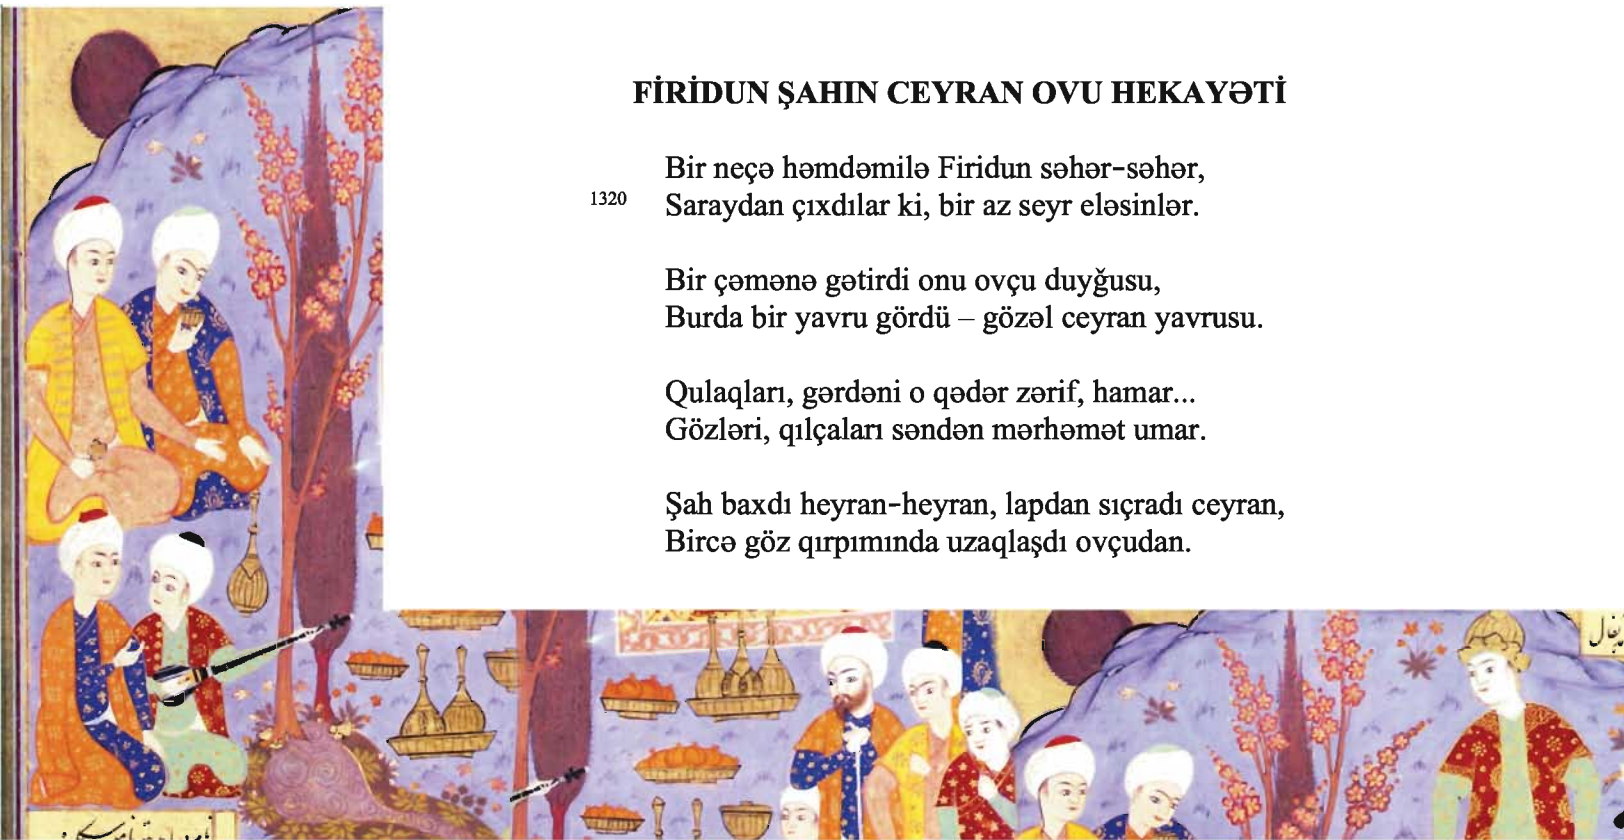 FİRİDUN ŞAHIN CEYRAN OVU HEKAYƏTİ
Bir neçə həmdəmilə Firidun səhər-səhər,
1320 Saraydan çıxdılar ki, bir az seyr eləsinlər.
Bir çəmənə gətirdi onu ovçu duyğusu,
Burda bir yavru gördü – gözəl ceyran yavrusu.
Qulaqları, gərdəni o qədər zərif, hamar...
Gözləri, qılçaları səndən mərhəmət umar.
Şah baxdı heyran-heyran, lapdan sıçradı ceyran,
Bircə göz qırpımında uzaqlaşdı ovçudan.